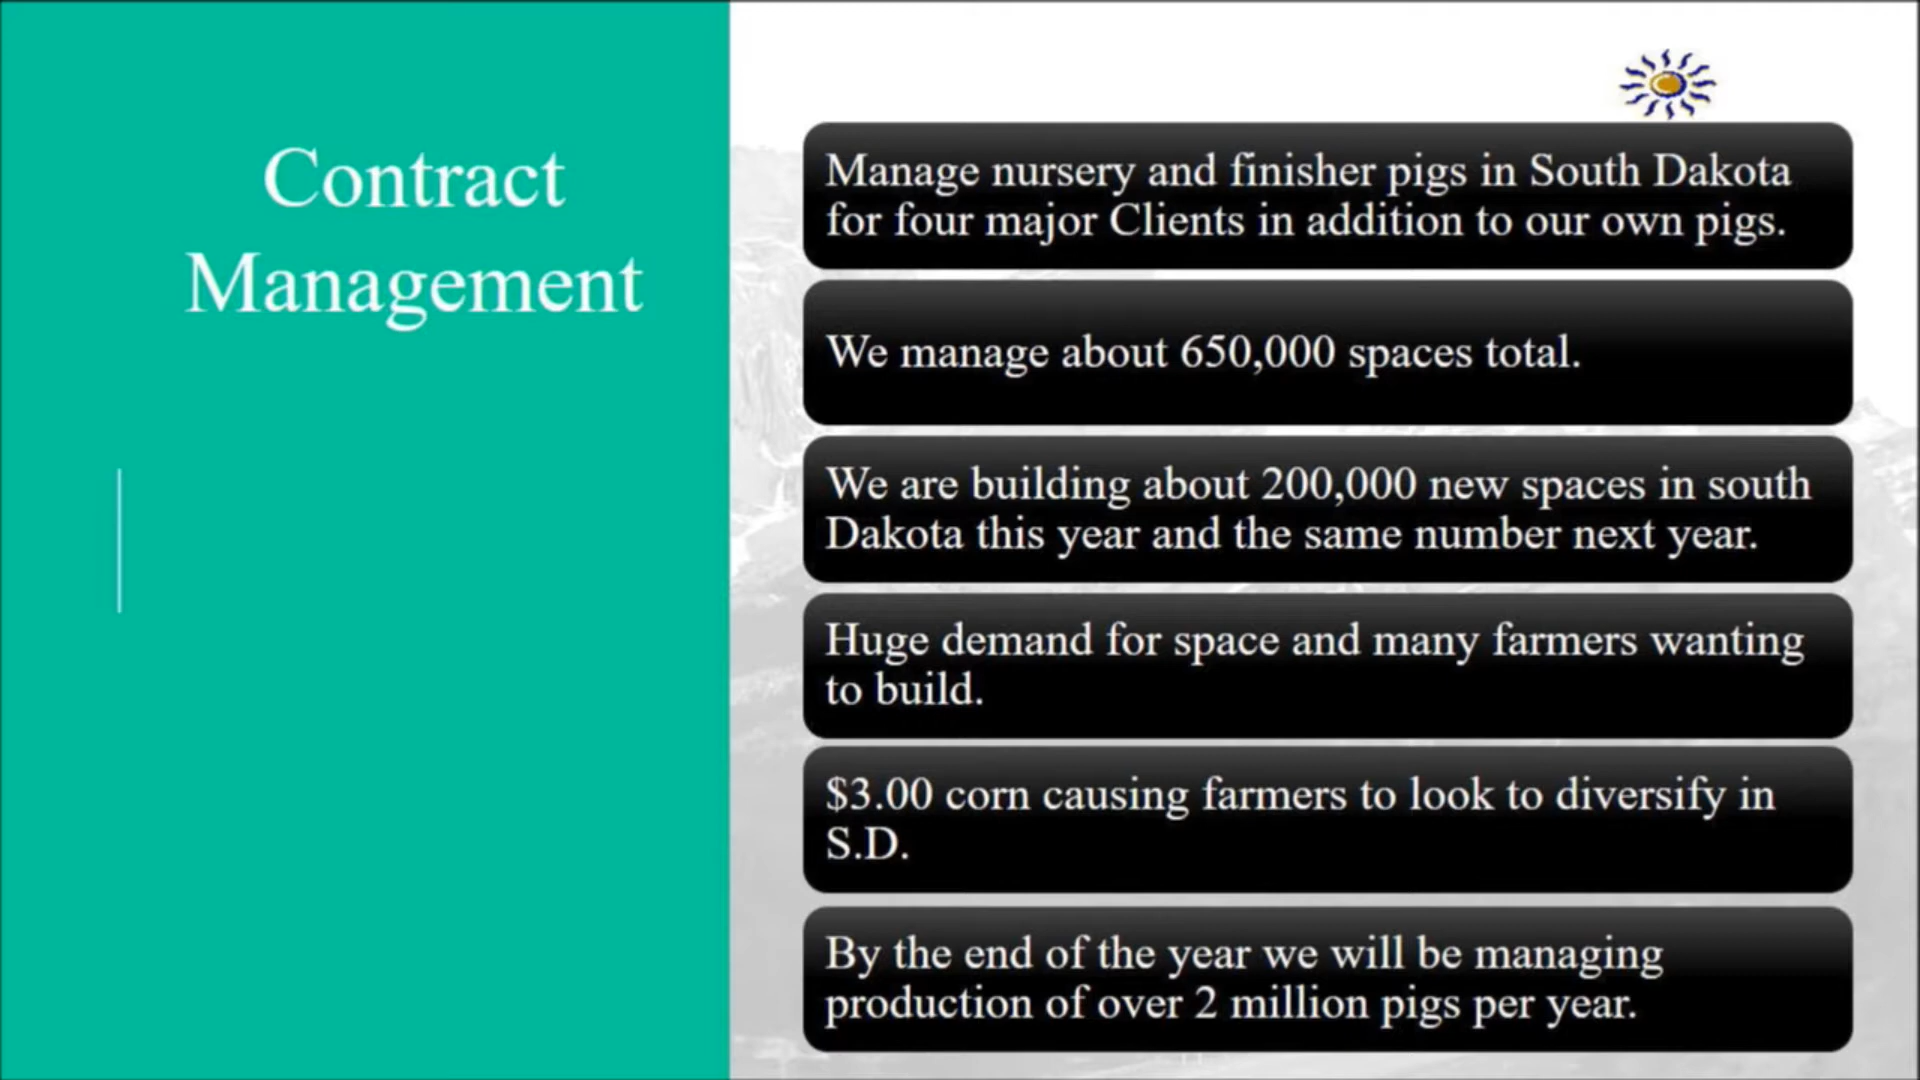 Contract
Management
Manage nursery and finisher pigs in South Dakota
for four major Clients in addition to our own pigs.
We manage about 650,000 spaces total.
We are building about 200,000 new spaces in south
Dakota this year and the same number next year.
Huge demand for space and many farmers wanting
to build.
$3.00 corn causing farmers to look to diversify in
S.D.
By the end of the year we will be managing
production of over 2 million pigs per year.